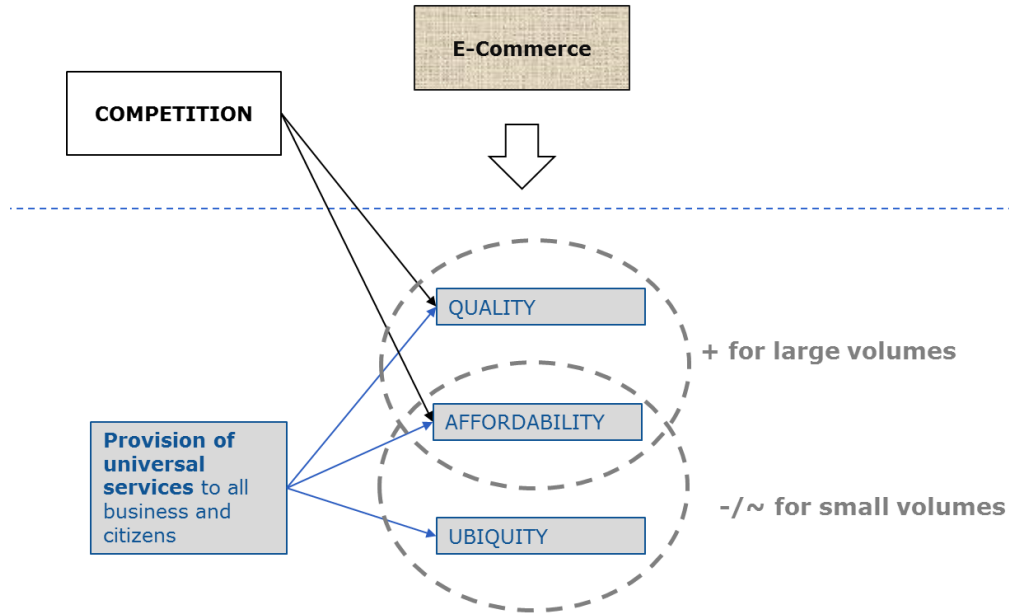 E-Commerce
COMPETITION
QUALITY
+ for large volumes
AFFORDABILITY
Provision of
universal
services to all
business and
citizens
-/~ for small volumes
UBIQUITY